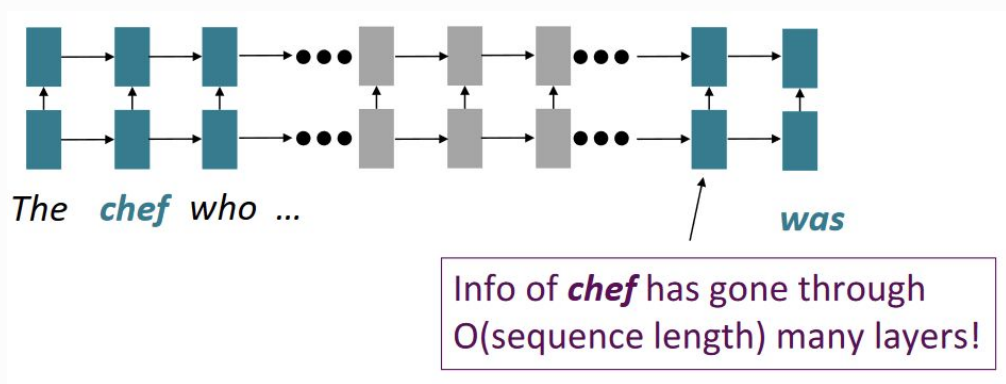 The chef who ...
was
Info of chef has gone through
O(sequence length) many layers!